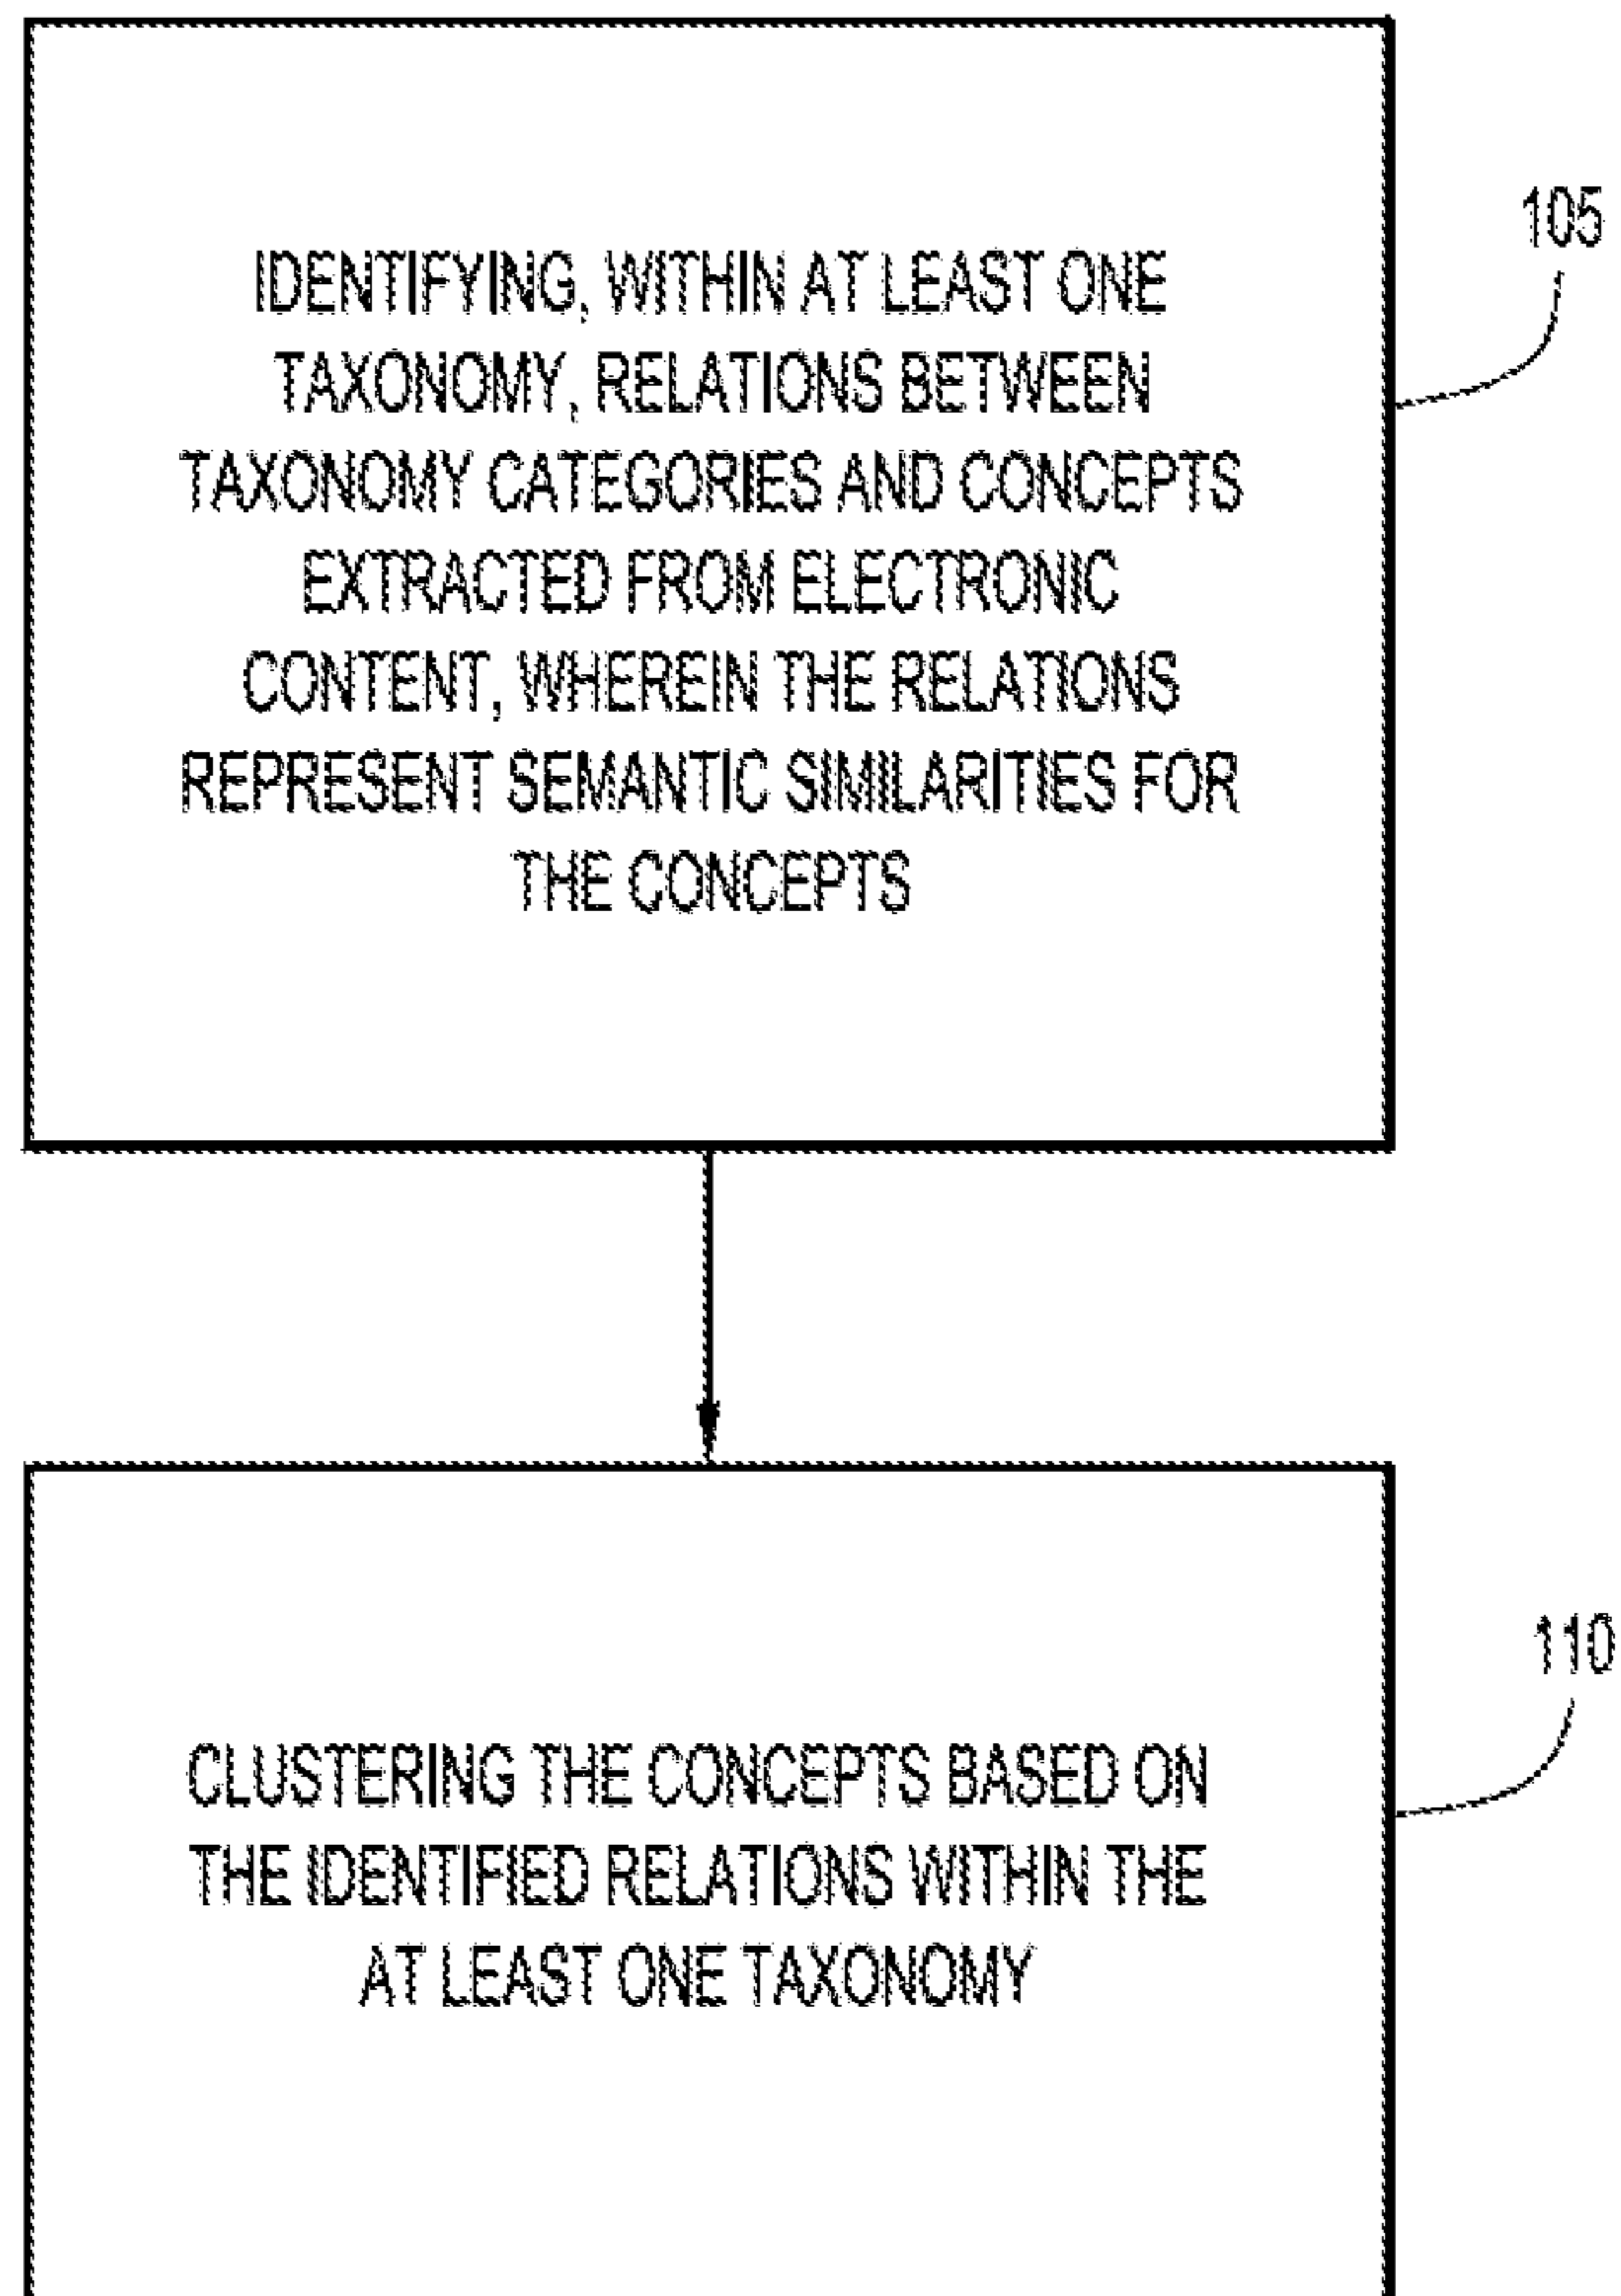 IDENTIFYING, WITHIN AT LEAST ONE
TAXONOMY, RELATIONS BETWEEN
TAXONOMY CATEGORIES AND CONCEPTS
EXTRACTED FROM ELECTRONIC
CONTENT, WHEREIN THE RELATIONS
REPRESENT SEMANTIC SIMILARITIES FOR
THE CONCEPTS
105
CLUSTERING THE CONCEPTS BASED ON
THE IDENTIFIED RELATIONS WITHIN THE
AT LEAST ONE TAXONOMY
110